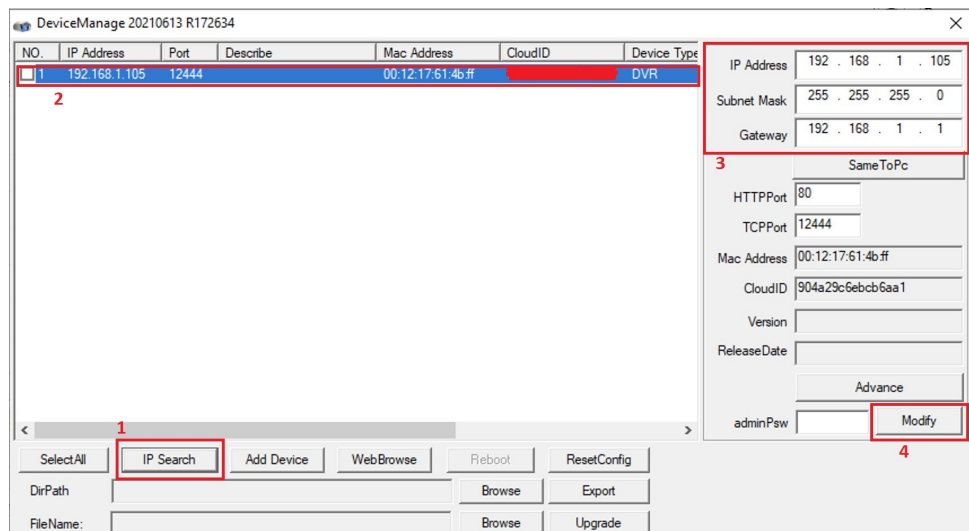 DeviceManage 20210613 R172634
NO. IP Address Port Describe Mac Address CloudID Device Type
1 192.168.1.105 12444 00:12:17:61:4b:ff DVR
2
IP Address 192 . 168 . 1 . 105
Subnet Mask 255 . 255 . 255 . 0
Gateway 192 . 168 . 1 . 1
3
SameToPc
HTTPPort 80
TCPPort 12444
Mac Address 00:12:17:61:4b:ff
CloudID 904a29c6ebcb6aa1
Version
ReleaseDate
Advance
adminPsw Modify
4
1
SelectAll IP Search Add Device WebBrowse Reboot ResetConfig
DirPath Browse Export
FileName: Browse Upgrade